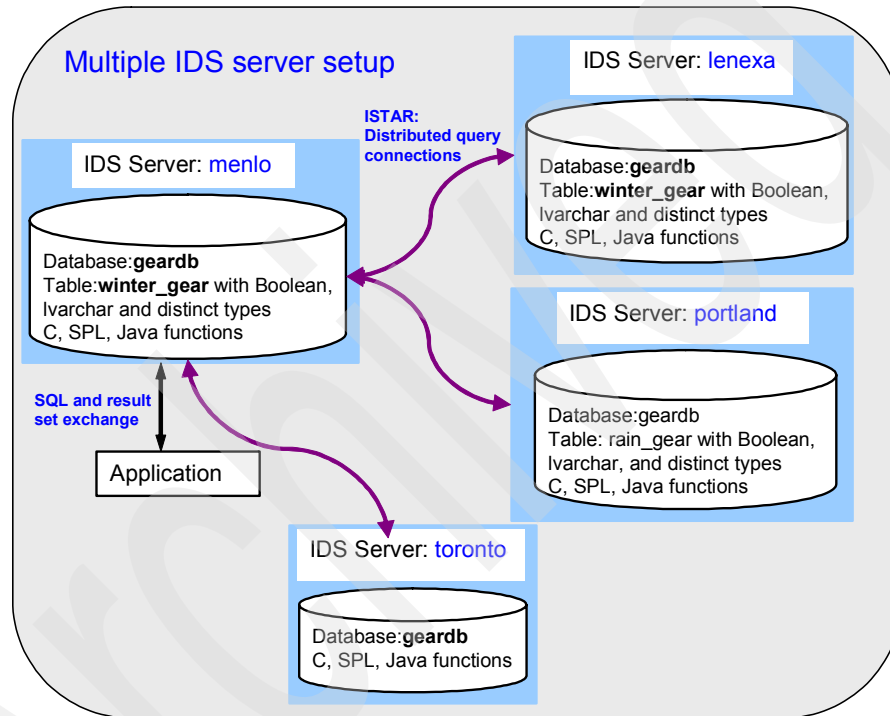 Multiple IDS server setup
IDS Server: lenexa
ISTAR:
Distributed query
connections
Database:geardb
Table:winter_gear with Boolean,
lvarchar and distinct types
C, SPL, Java functions
IDS Server: menlo
Database:geardb
Table:winter_gear with Boolean,
lvarchar and distinct types
C, SPL, Java functions
IDS Server: portland
Database:geardb
Table: rain_gear with Boolean,
lvarchar, and distinct types
C, SPL, Java functions
SQL and result
set exchange
Application
IDS Server: toronto
Database:geardb
C, SPL, Java functions